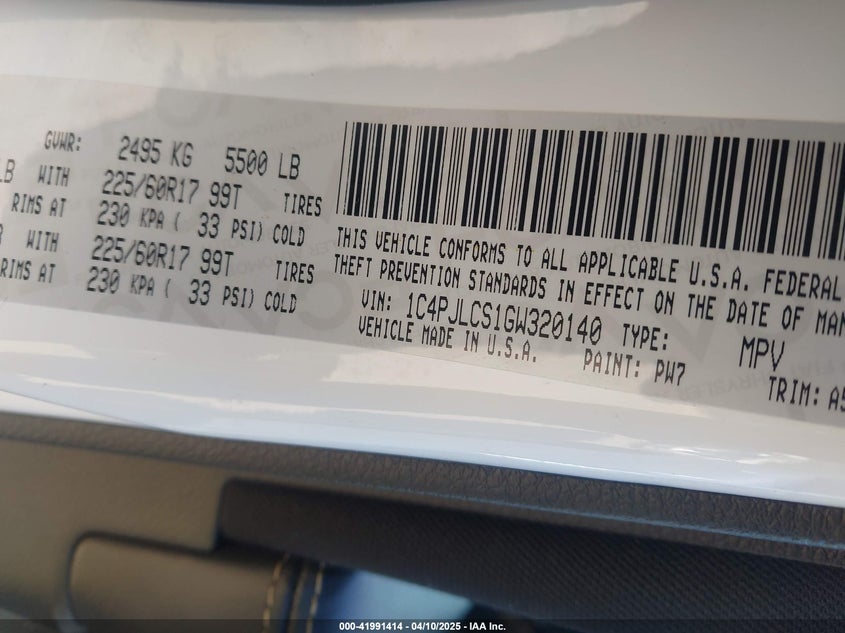 GVWR: 2495 KG 5500 LB
LB WITH 225/60R17 99T TIRES
RIMS AT 230 KPA ( 33 PSI) COLD
WITH 225/60R17 99T TIRES
RIMS AT 230 KPA ( 33 PSI) COLD
THIS VEHICLE CONFORMS TO ALL APPLICABLE U.S.A. FEDERAL
THEFT PREVENTION STANDARDS IN EFFECT ON THE DATE OF MAN
VIN: 1C4PJLCS1GW320140 TYPE: MPV
VEHICLE MADE IN U.S.A. PAINT: PW7 TRIM: A5
000-41991414 - 04/10/2025 - IAA Inc.